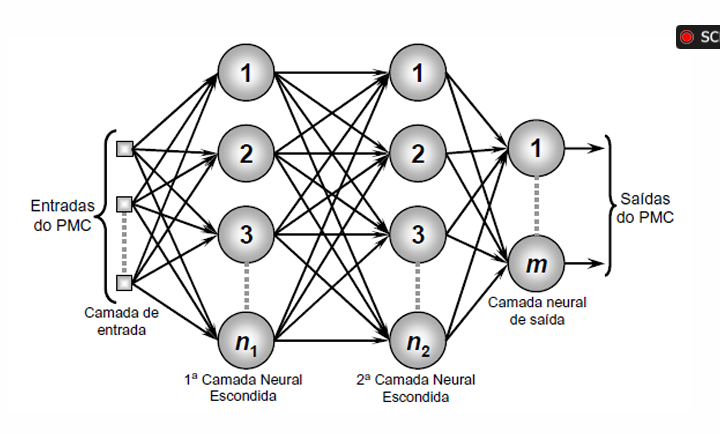 SC
1
1
2
2
1
Entradas
do PMC
Saídas
do PMC
3
3
m
Camada de
entrada
Camada neural
de saída
n1
n2
1ª Camada Neural
Escondida
2ª Camada Neural
Escondida